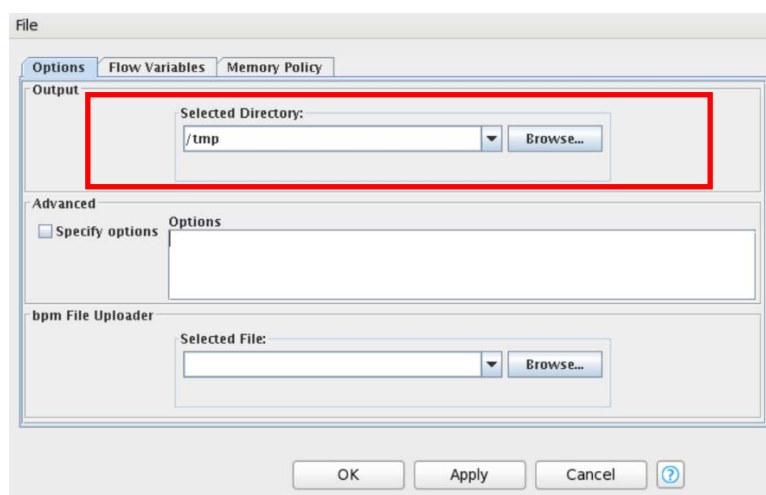 File
Options Flow Variables Memory Policy
Output
Selected Directory:
/tmp Browse...
Advanced
Specify options
Options
bpm File Uploader
Selected File:
Browse...
OK Apply Cancel ?